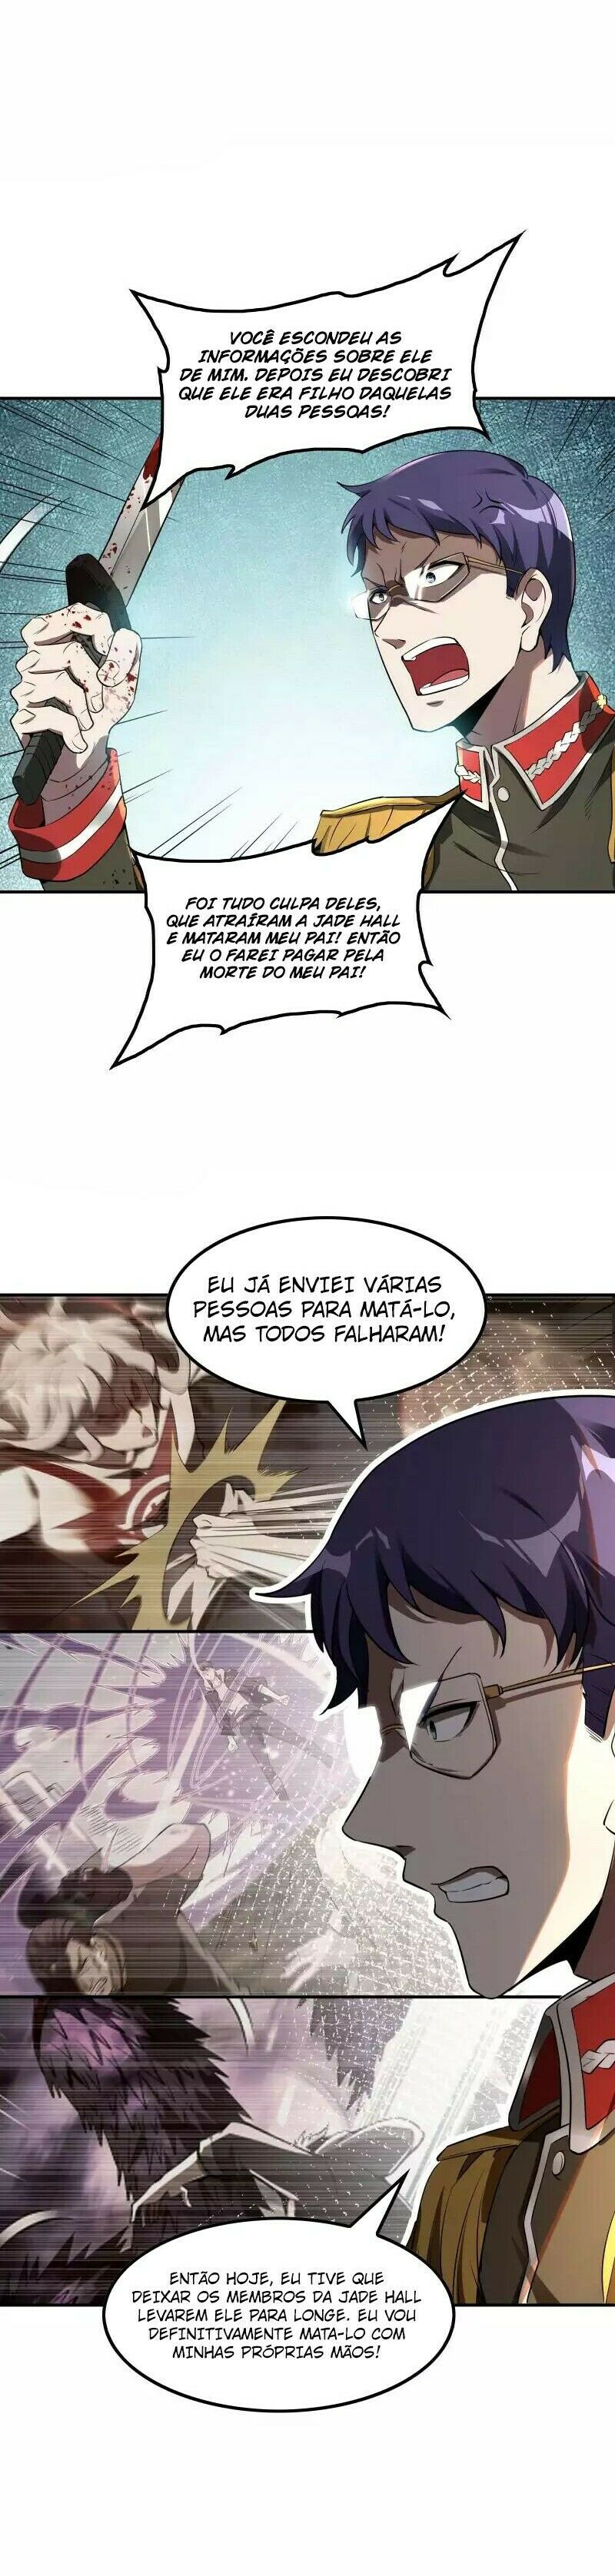 VOCÊ ESCONDEU AS
INFORMAÇÕES SOBRE ELE
DE MIM. DEPOIS EU DESCOBRI
QUE ELE ERA FILHO DAQUELAS
DUAS PESSOAS!
FOI TUDO CULPA DELES,
QUE ATRAÍRAM A JADE HALL
E MATARAM MEU PAI! ENTÃO
EU O FAREI PAGAR PELA
MORTE DO MEU PAI!
EU JÁ ENVIEI VÁRIAS
PESSOAS PARA MATÁ-LO,
MAS TODOS FALHARAM!
ENTÃO HOJE, EU TIVE QUE
DEIXAR OS MEMBROS DA JADE HALL
LEVAREM ELE PARA LONGE. EU VOU
DEFINITIVAMENTE MATA-LO COM
MINHAS PRÓPRIAS MÃOS!